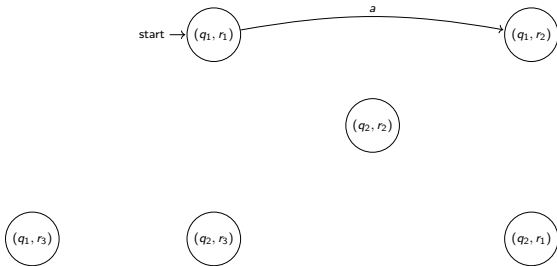 a
start (q₁, r₁) (q₁, r₂)
(q₂, r₂)
(q₁, r₃) (q₂, r₃) (q₂, r₁)